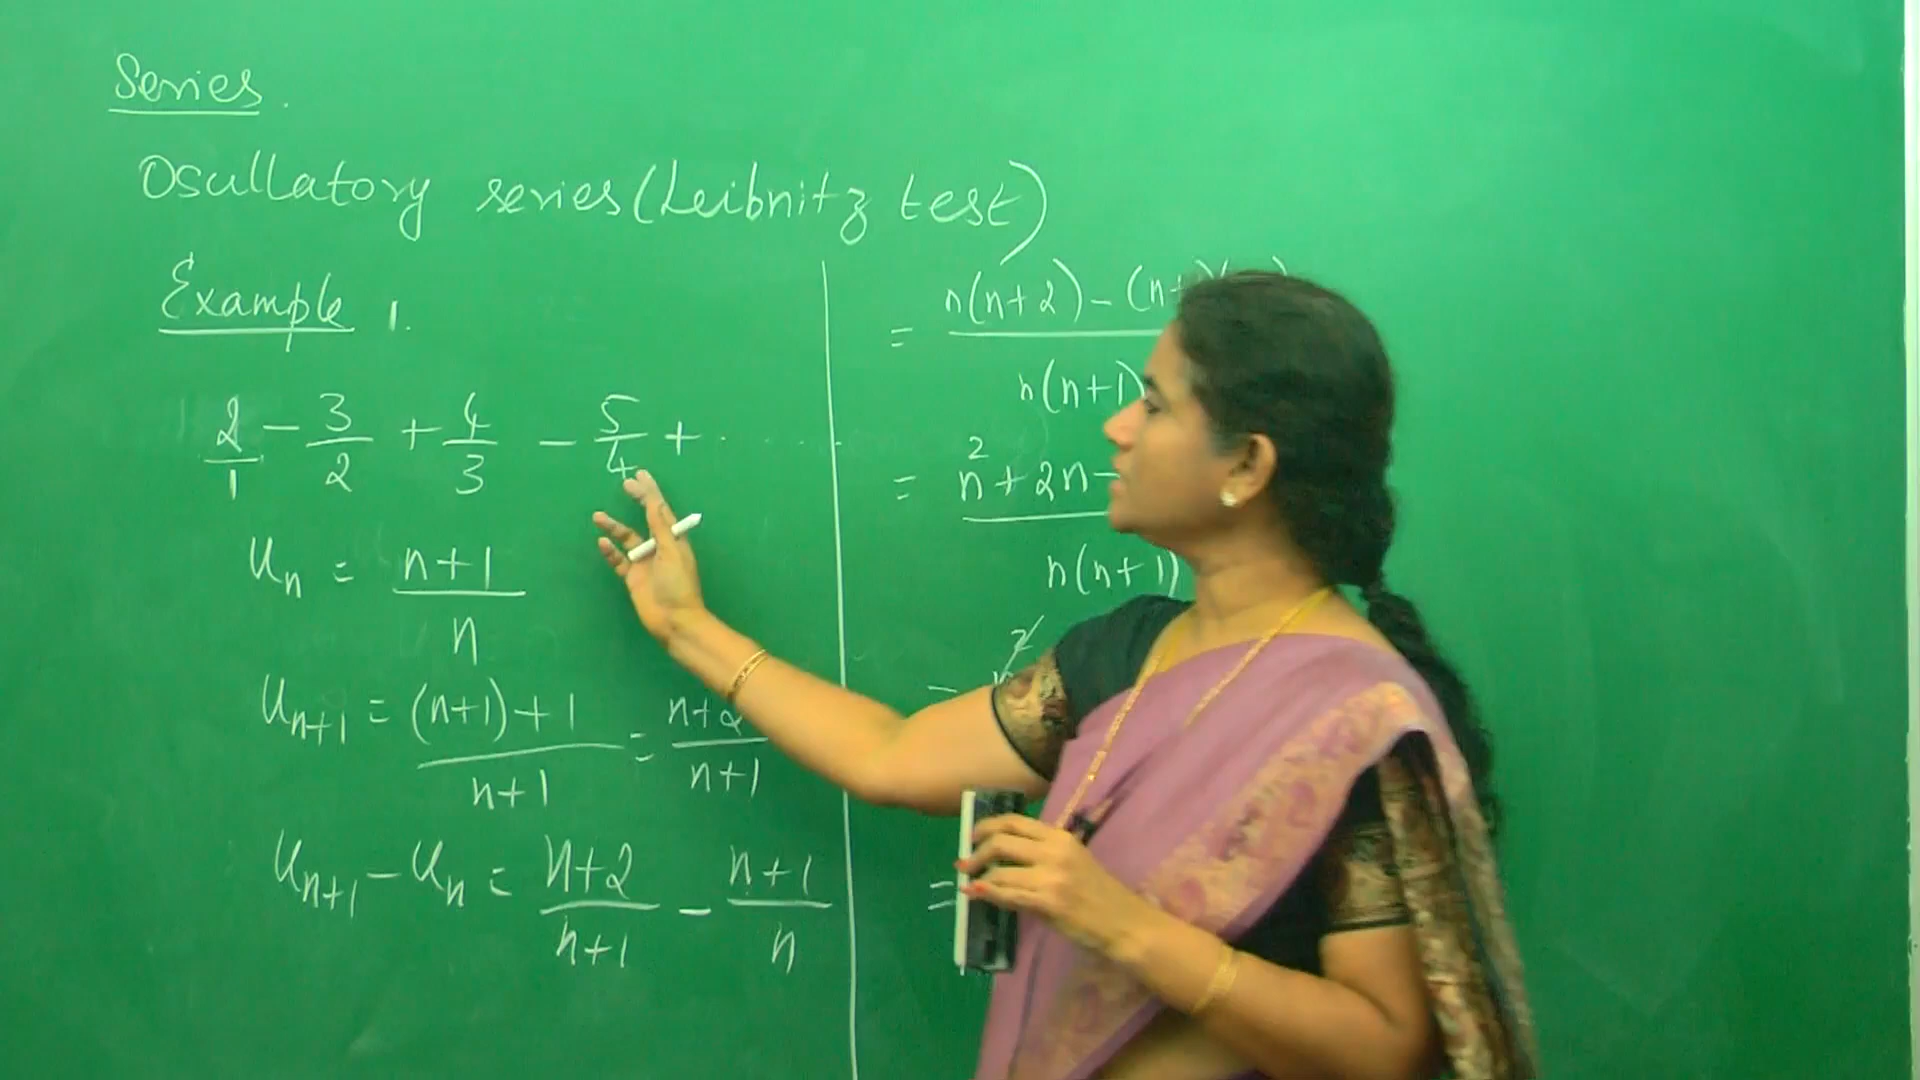 Series.
Oscillatory series (Leibnitz test)
Example 1.
2/1 - 3/2 + 4/3 - 5/4 + ........
Un = n+1/n
Un+1 = (n+1)+1/n+1 = n+2/n+1
Un+1 - Un = n+2/n+1 - n+1/n
= n(n+2) - (n+
n(n+1)
= n² + 2n -
n(n+1)
=